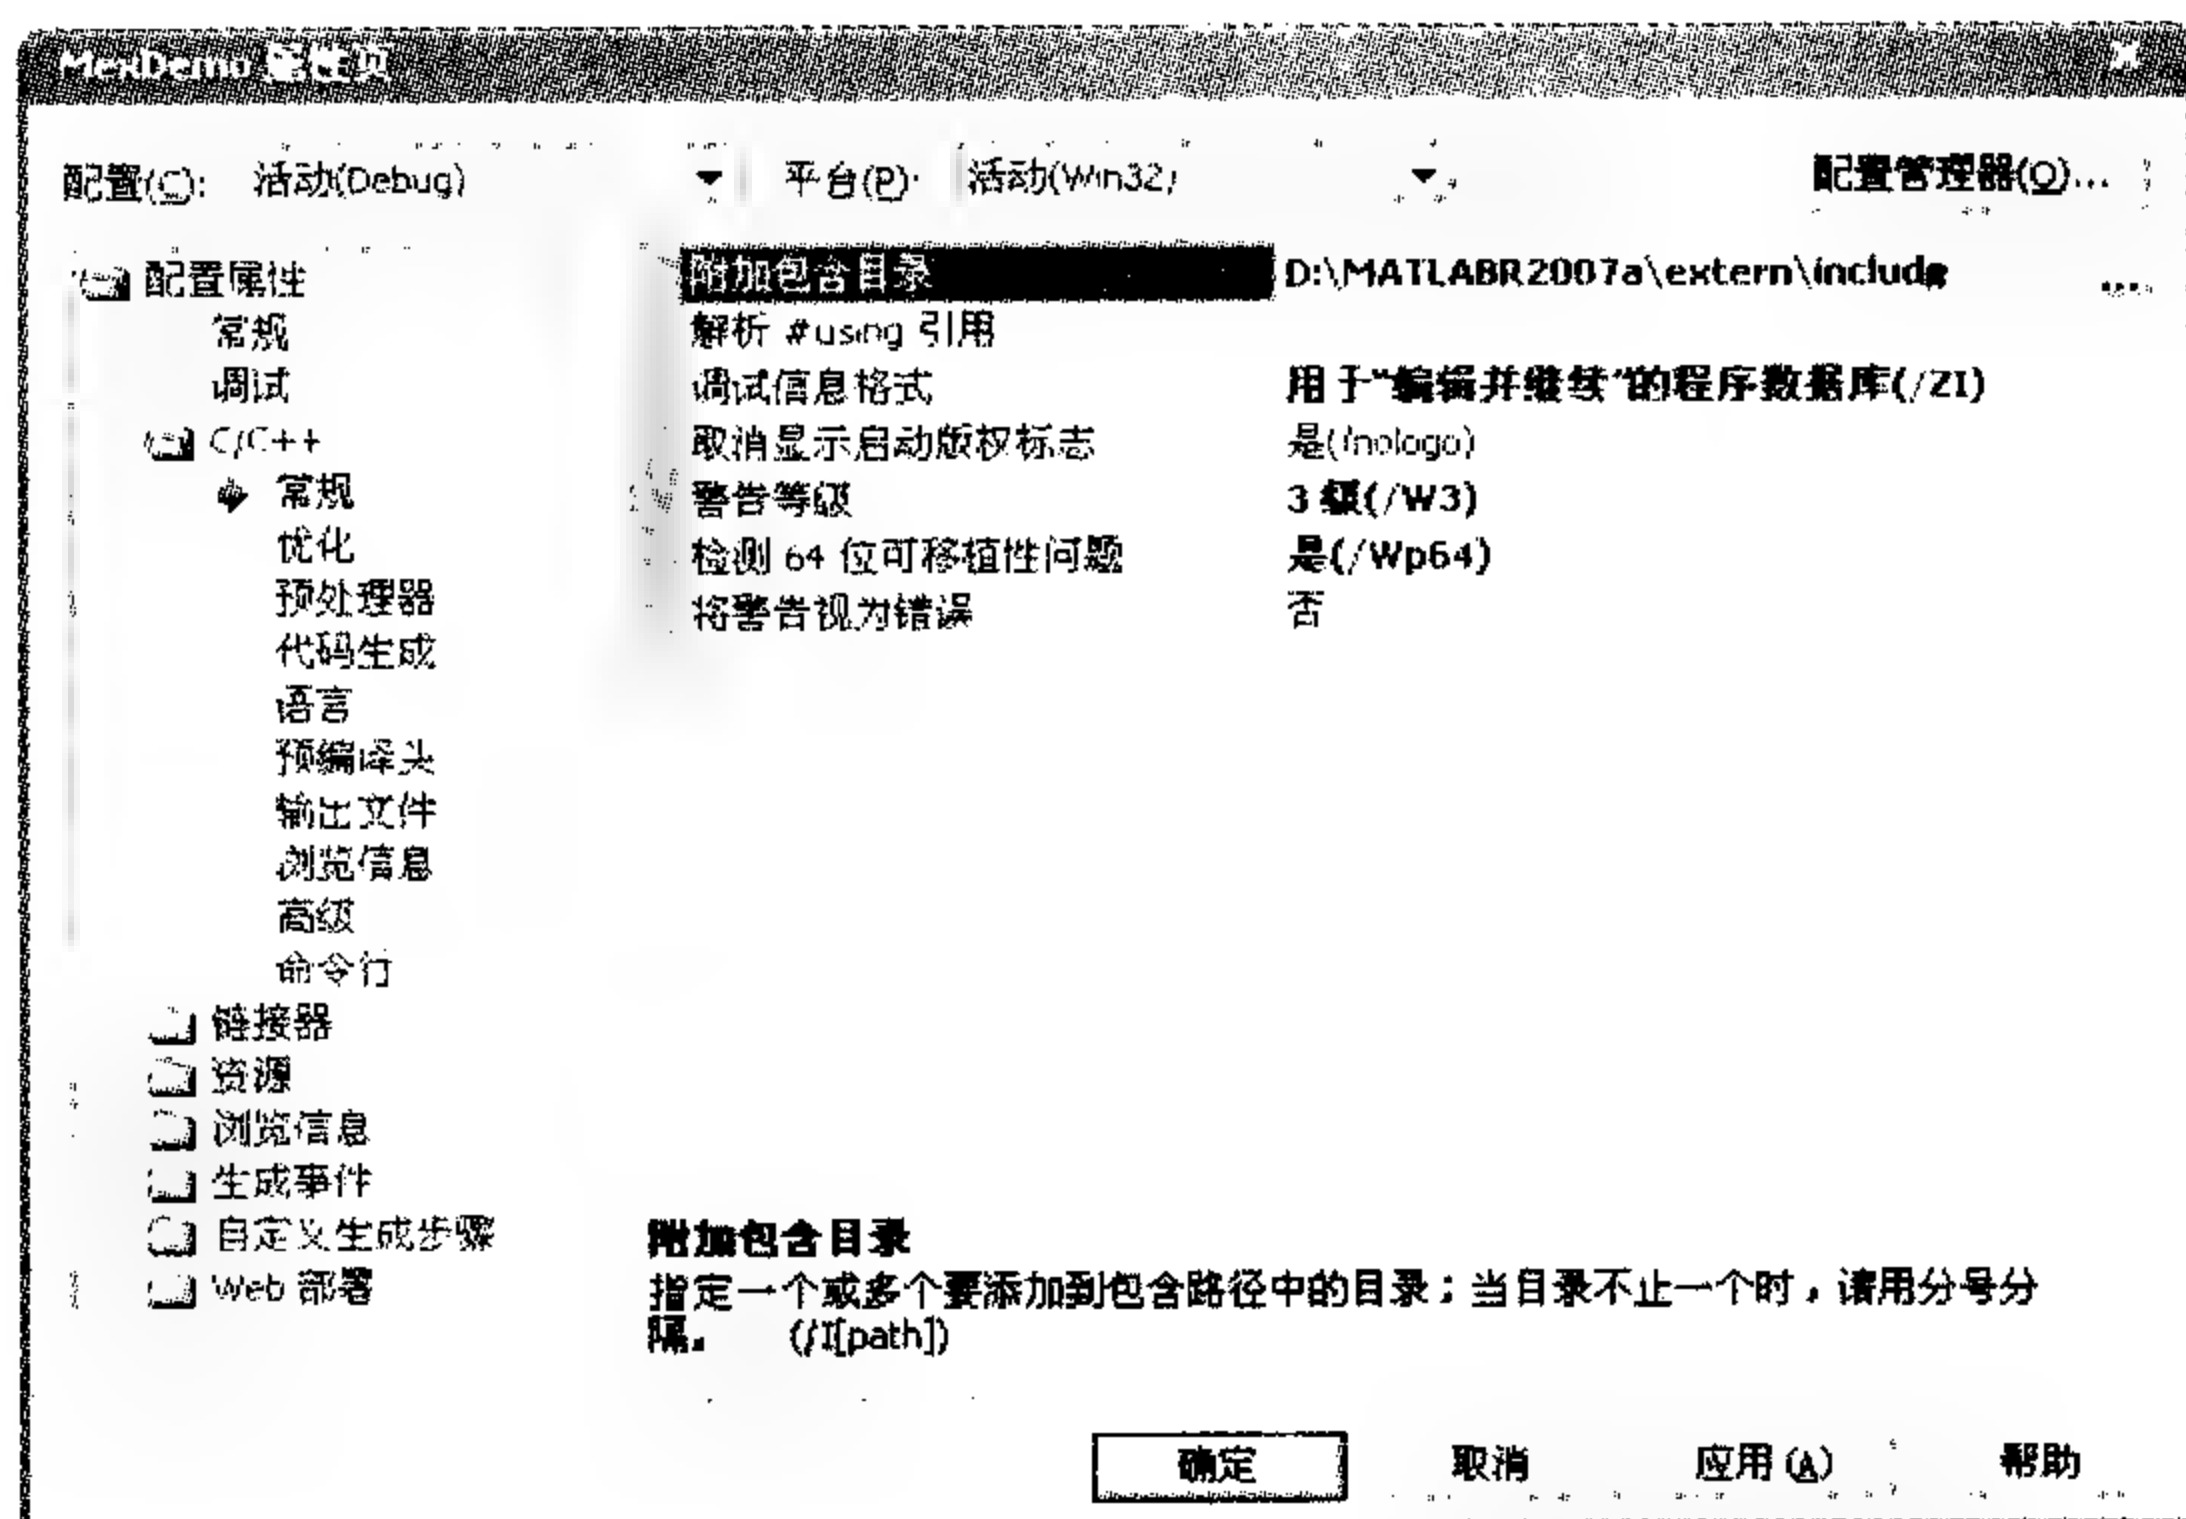 MexDemo 属性页
配置(C): 活动(Debug) 平台(P): 活动(Win32) 配置管理器(O)...
配置属性
常规
调试
C/C++
常规
优化
预处理器
代码生成
语言
预编译头
输出文件
浏览信息
高级
命令行
链接器
资源
浏览信息
生成事件
自定义生成步骤
Web 部署
附加包含目录 D:\MATLABR2007a\extern\include ...
解析 #using 引用
调试信息格式 用于“编辑并继续”的程序数据库(/ZI)
取消显示启动版权标志 是(/nologo)
警告等级 3 级(/W3)
检测 64 位可移植性问题 是(/Wp64)
将警告视为错误 否
附加包含目录
指定一个或多个要添加到包含路径中的目录；当目录不止一个时，请用分号分
隔。 (/I[path])
确定 取消 应用(A) 帮助